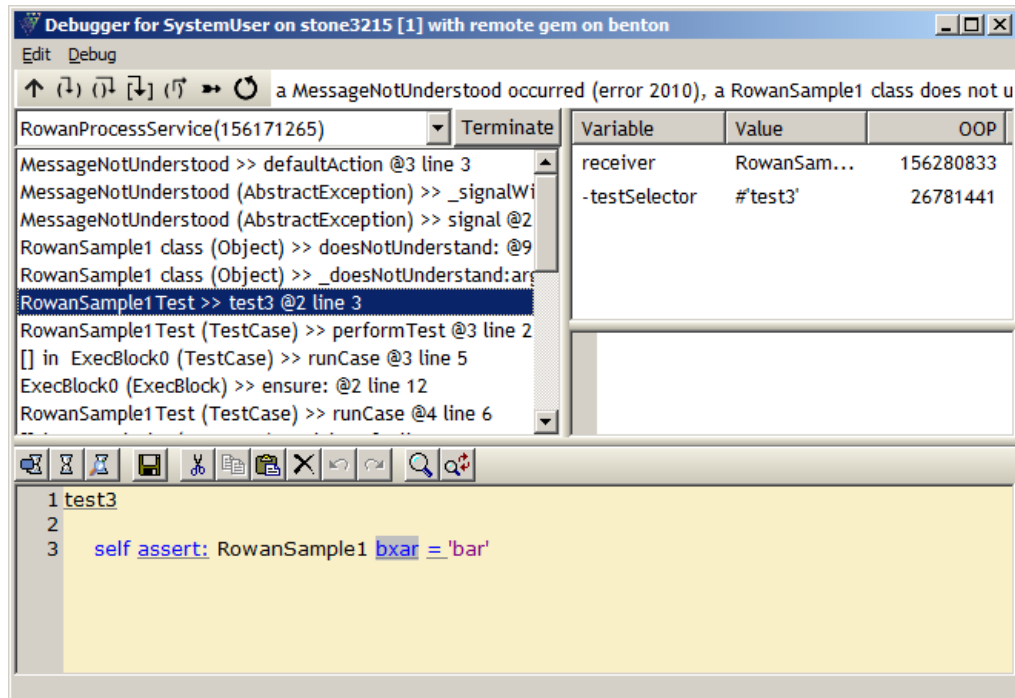 Debugger for SystemUser on stone3215 [1] with remote gem on benton
Edit Debug
a MessageNotUnderstood occurred (error 2010), a RowanSample1 class does not u
RowanProcessService(156171265)
Terminate
MessageNotUnderstood >> defaultAction @3 line 3
MessageNotUnderstood (AbstractException) >> _signalWi
MessageNotUnderstood (AbstractException) >> signal @2
RowanSample1 class (Object) >> doesNotUnderstand: @9
RowanSample1 class (Object) >> _doesNotUnderstand:arg
RowanSample1Test >> test3 @2 line 3
RowanSample1Test (TestCase) >> performTest @3 line 2
[] in ExecBlock0 (TestCase) >> runCase @3 line 5
ExecBlock0 (ExecBlock) >> ensure: @2 line 12
RowanSample1Test (TestCase) >> runCase @4 line 6
Variable Value OOP
receiver RowanSam... 156280833
-testSelector #'test3' 26781441
1 test3
2
3 self assert: RowanSample1 bxar = 'bar'